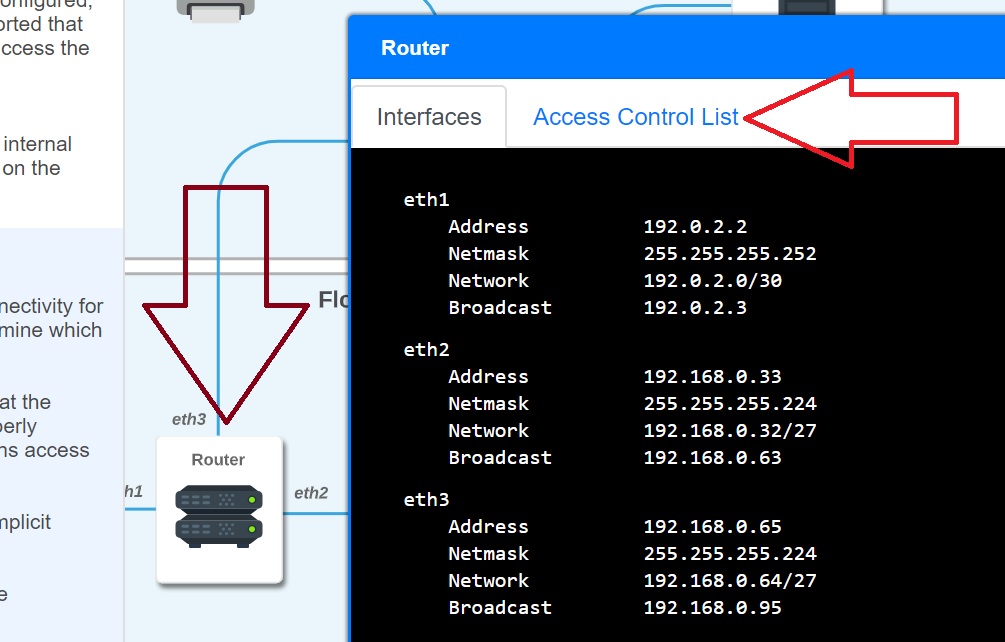 onfigured,
orted that
ccess the
internal
on the
nectivity for
mine which
at the
perly
ns access
mplicit
e
Flo
eth3
Router
h1
eth2
Router
Interfaces
Access Control List
eth1
Address 192.0.2.2
Netmask 255.255.255.252
Network 192.0.2.0/30
Broadcast 192.0.2.3
eth2
Address 192.168.0.33
Netmask 255.255.255.224
Network 192.168.0.32/27
Broadcast 192.168.0.63
eth3
Address 192.168.0.65
Netmask 255.255.255.224
Network 192.168.0.64/27
Broadcast 192.168.0.95